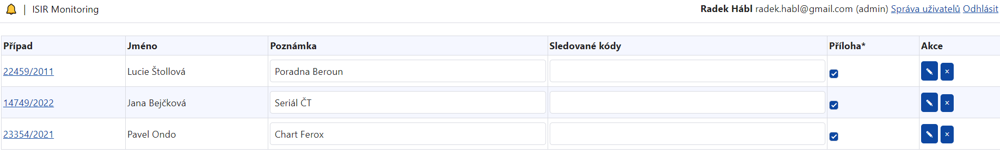 | ISIR Monitoring
Radek Hábl radek.habl@gmail.com (admin) Správa uživatelů Odhlásit
Případ Jméno Poznámka Sledované kódy Příloha* Akce
22459/2011 Lucie Štollová Poradna Beroun
14749/2022 Jana Bejčková Seriál ČT
23354/2021 Pavel Ondo Chart Ferox